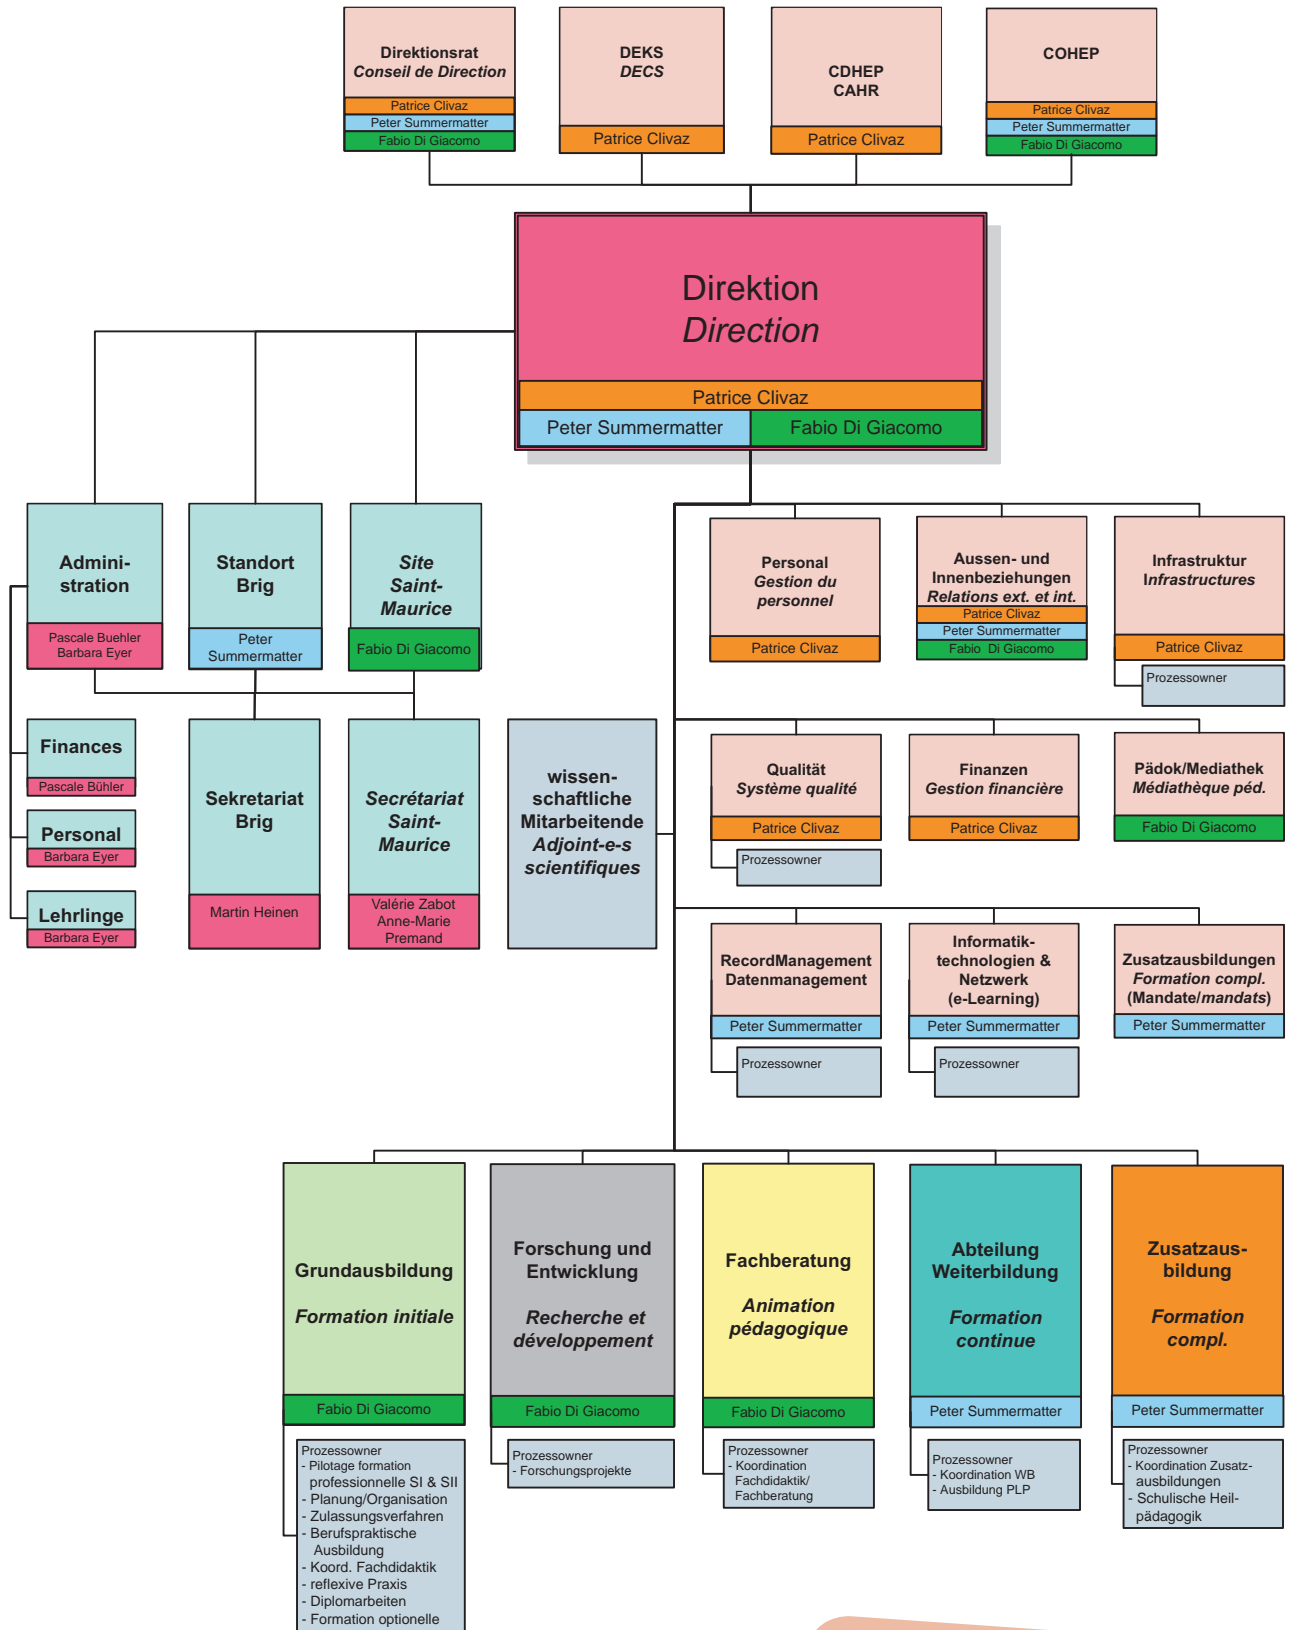 Direktionsrat
Conseil de Direction
Patrice Clivaz
Peter Summermatter
Fabio Di Giacomo
DEKS
DECS
Patrice Clivaz
CDHEP
CAHR
Patrice Clivaz
COHEP
Patrice Clivaz
Peter Summermatter
Fabio Di Giacomo
Direktion
Direction
Patrice Clivaz
Peter Summermatter
Fabio Di Giacomo
Admini-
stration
Pascale Buehler
Barbara Eyer
Standort
Brig
Peter
Summermatter
Site
Saint-
Maurice
Fabio Di Giacomo
Personal
Gestion du
personnel
Patrice Clivaz
Aussen- und
Innenbeziehungen
Relations ext. et int.
Patrice Clivaz
Peter Summermatter
Fabio Di Giacomo
Infrastruktur
Infrastructures
Patrice Clivaz
Prozessowner
Finances
Pascale Bühler
Personal
Barbara Eyer
Lehrlinge
Barbara Eyer
Sekretariat
Brig
Martin Heinen
Secrétariat
Saint-
Maurice
Valérie Zabot
Anne-Marie
Premand
wissen-
schaftliche
Mitarbeitende
Adjoint-e-s
scientifiques
Qualität
Système qualité
Patrice Clivaz
Prozessowner
Finanzen
Gestion financière
Patrice Clivaz
Pädok/Mediathek
Médiathèque péd.
Fabio Di Giacomo
RecordManagement
Datenmanagement
Peter Summermatter
Prozessowner
Informatik-
technologien &
Netzwerk
(e-Learning)
Peter Summermatter
Prozessowner
Zusatzausbildungen
Formation compl.
(Mandate/mandats)
Peter Summermatter
Grundausbildung
Formation initiale
Fabio Di Giacomo
Prozessowner
- Pilotage formation
professionnelle SI & SII
- Planung/Organisation
- Zulassungsverfahren
- Berufspraktische
Ausbildung
- Koord. Fachdidaktik
- reflexive Praxis
- Diplomarbeiten
- Formation optionelle
Forschung und
Entwicklung
Recherche et
développement
Fabio Di Giacomo
Prozessowner
- Forschungsprojekte
Fachberatung
Animation
pédagogique
Fabio Di Giacomo
Prozessowner
- Koordination
Fachdidaktik/
Fachberatung
Abteilung
Weiterbildung
Formation
continue
Peter Summermatter
Prozessowner
- Koordination WB
- Ausbildung PLP
Zusatzaus-
bildung
Formation
compl.
Peter Summermatter
Prozessowner
- Koordination Zusatz-
ausbildungen
- Schulische Heil-
pädagogik